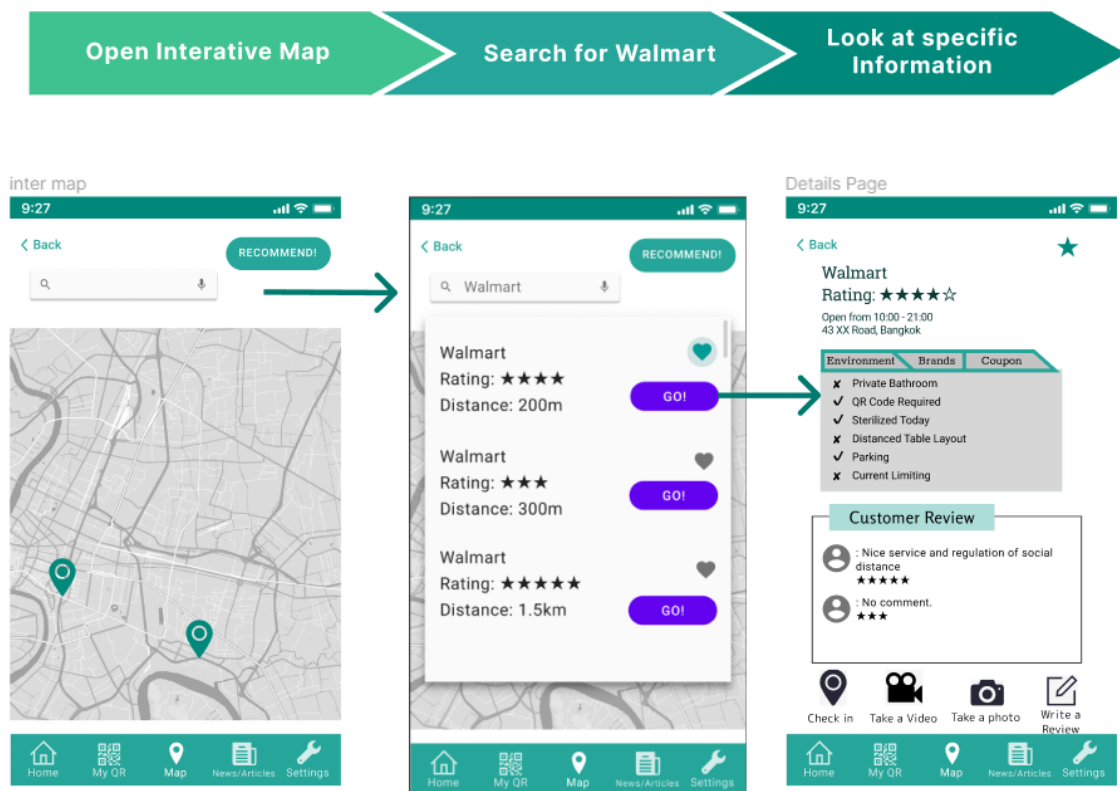 Open Interative Map
Search for Walmart
Look at specific
Information
inter map
9:27
Back
RECOMMEND!
Home
My QR
Map
News/Articles
Settings
9:27
Back
RECOMMEND!
Walmart
Walmart
Rating: ★★★★
Distance: 200m
GO!
Walmart
Rating: ★★★
Distance: 300m
GO!
Walmart
Rating: ★★★★★
Distance: 1.5km
GO!
Home
My QR
Map
News/Articles
Settings
Details Page
9:27
Back
Walmart
Rating: ★★★★☆
Open from 10:00 - 21:00
43 XX Road, Bangkok
Environment
Brands
Coupon
✘ Private Bathroom
✓ QR Code Required
✓ Sterilized Today
✘ Distanced Table Layout
✓ Parking
✘ Current Limiting
Customer Review
: Nice service and regulation of social
distance
★★★★★
: No comment.
★★★
Check in
Take a Video
Take a photo
Write a
Review
Home
My QR
Map
News/Articles
Settings